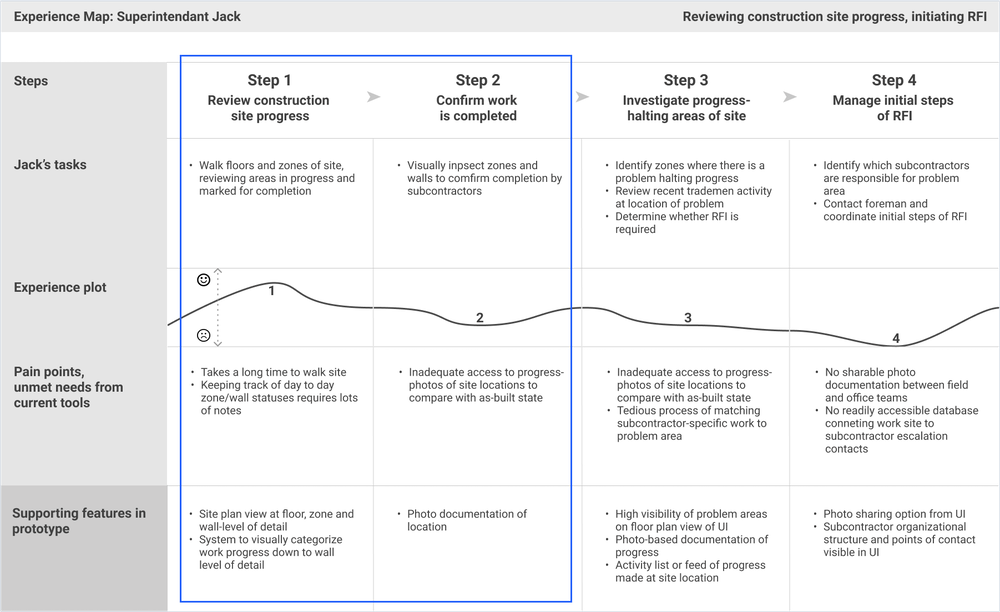 Experience Map: Superintendant Jack
Reviewing construction site progress, initiating RFI
Steps
Step 1
Review construction
site progress
Step 2
Confirm work
is completed
Step 3
Investigate progress-
halting areas of site
Step 4
Manage initial steps
of RFI
Jack's tasks
• Walk floors and zones of site,
reviewing areas in progress and
marked for completion
• Visually inpsect zones and
walls to comfirm completion by
subcontractors
• Identify zones where there is a
problem halting progress
• Review recent trademen activity
at location of problem
• Determine whether RFI is
required
• Identify which subcontractors
are responsible for problem
area
• Contact foreman and
coordinate initial steps of RFI
Experience plot
1
2
3
4
Pain points,
unmet needs from
current tools
• Takes a long time to walk site
• Keeping track of day to day
zone/wall statuses requires lots
of notes
• Inadequate access to progress-
photos of site locations to
compare with as-built state
• Inadequate access to progress-
photos of site locations to
compare with as-built state
• Tedious process of matching
subcontractor-specific work to
problem area
• No sharable photo
documentation between field
and office teams
• No readily accessible database
conneting work site to
subcontractor escalation
contacts
Supporting features in
prototype
• Site plan view at floor, zone and
wall-level of detail
• System to visually categorize
work progress down to wall
level of detail
• Photo documentation of
location
• High visibility of problem areas
on floor plan view of UI
• Photo-based documentation of
progress
• Activity list or feed of progress
made at site location
• Photo sharing option from UI
• Subcontractor organizational
structure and points of contact
visible in UI